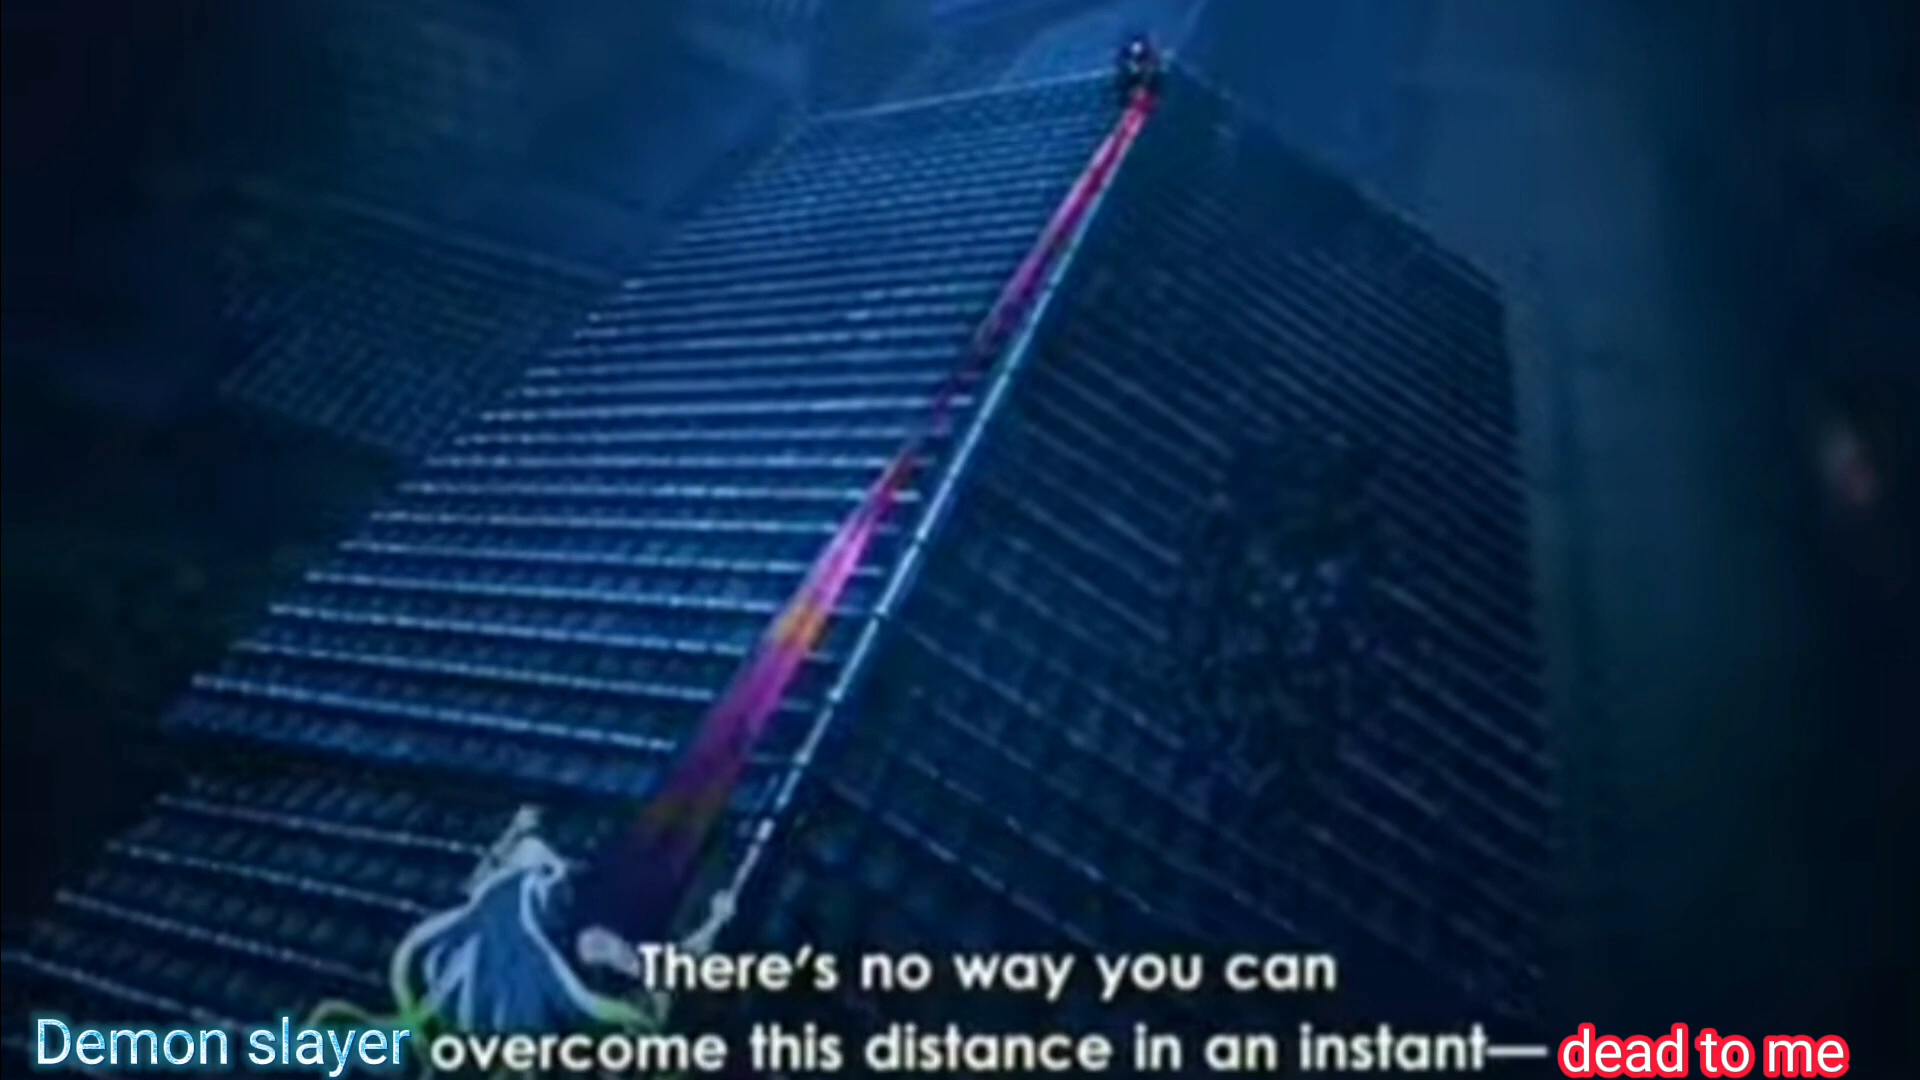 There's no way you can
Demon slayer overcome this distance in an instant— dead to me